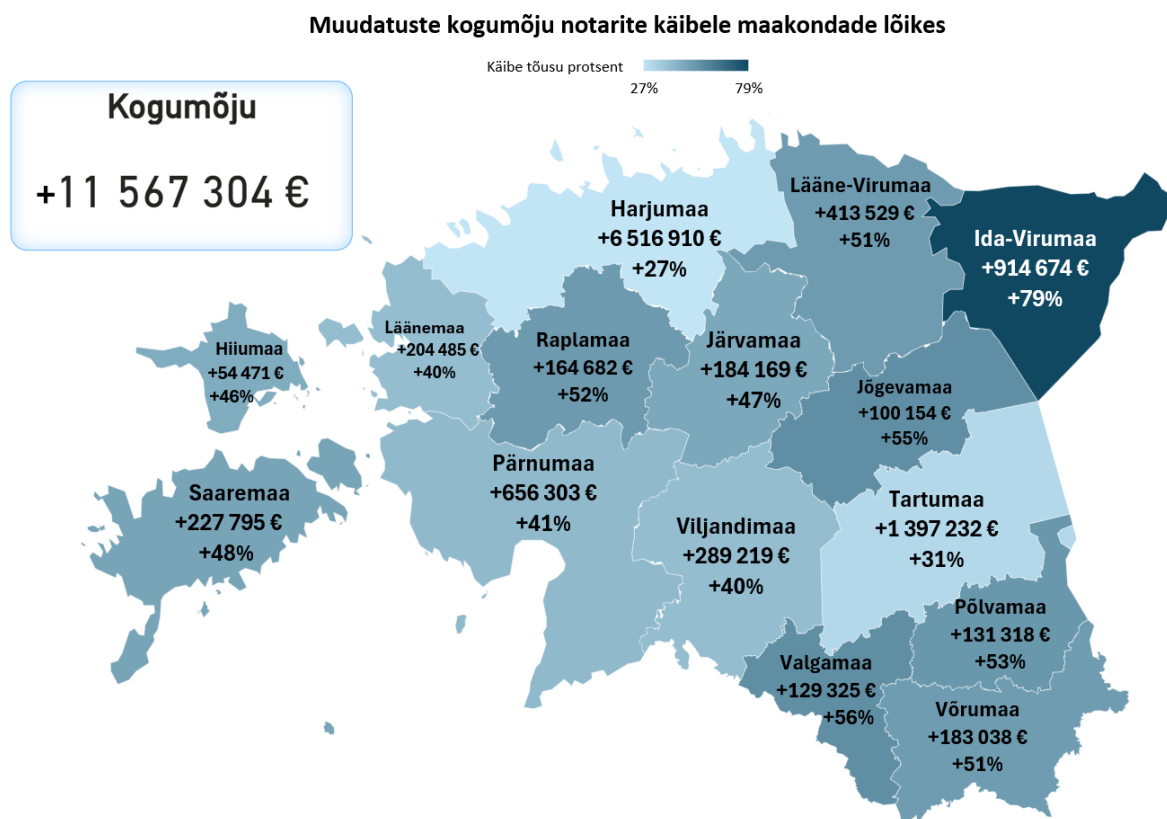 Muudatuste kogumõju notarite käibele maakondade lõikes
Käibe tõusu protsent
27%
79%
Kogumõju
+11 567 304 €
Harjumaa
+6 516 910 €
+27%
Lääne-Virumaa
+413 529 €
+51%
Ida-Virumaa
+914 674 €
+79%
Hiiumaa
+54 471 €
+46%
Läänemaa
+204 485 €
+40%
Raplamaa
+164 682 €
+52%
Järvamaa
+184 169 €
+47%
Jõgevamaa
+100 154 €
+55%
Saaremaa
+227 795 €
+48%
Pärnumaa
+656 303 €
+41%
Viljandimaa
+289 219 €
+40%
Tartumaa
+1 397 232 €
+31%
Põlvamaa
+131 318 €
+53%
Valgamaa
+129 325 €
+56%
Võrumaa
+183 038 €
+51%